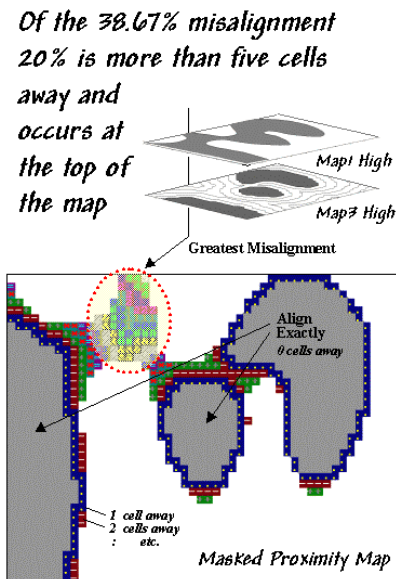 Of the 38.67% misalignment
20% is more than five cells
away and
occurs at
the top of
the map
Map1 High
Map3 High
Greatest Misalignment
Align
Exactly
0 cells away
1 cell away
2 cells away
: etc.
Masked Proximity Map